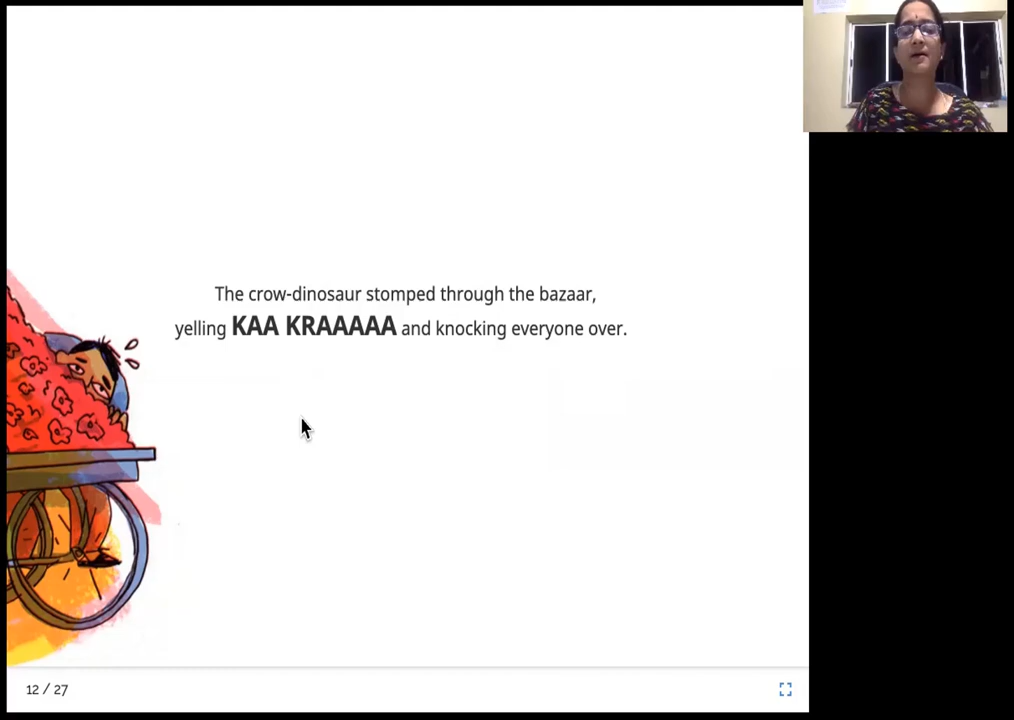 The crow-dinosaur stomped through the bazaar,
yelling KAA KRAAAAA and knocking everyone over.
12 / 27